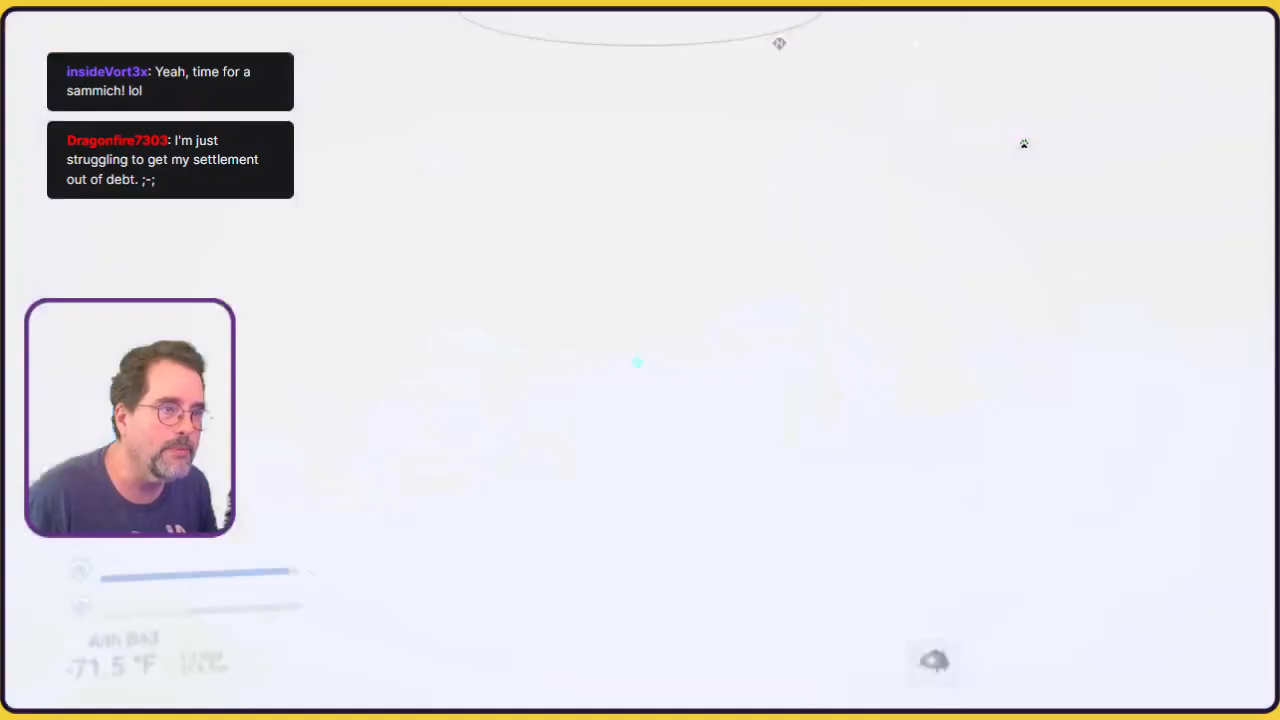 N
insideVort3x: Yeah, time for a
sammich! lol
Dragonfire7303: I'm just
struggling to get my settlement
out of debt. ;-;
-71.5 °F